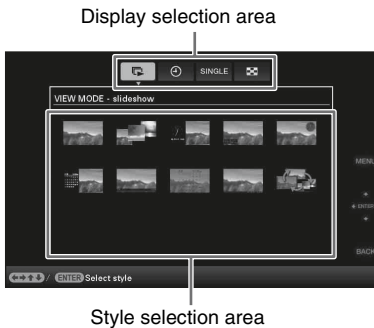 Display selection area
SINGLE
VIEW MODE - slideshow
MENU
ENTER
BACK
ENTER Select style
Style selection area